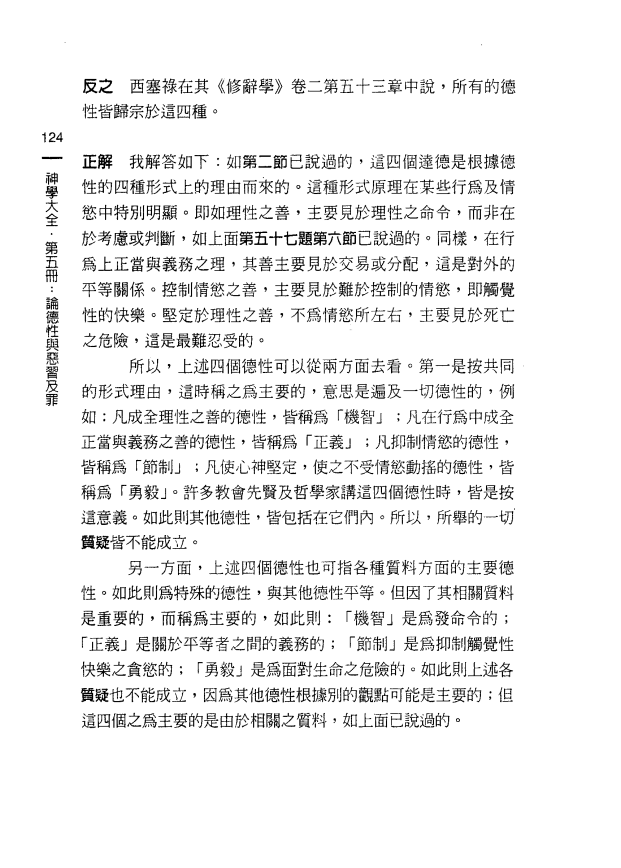 反之　西塞祿在其《修辭學》卷二第五十三章中說，所有的德
性皆歸宗於這四種。
124
神學大全．第五冊：論德性與惡習及罪
正解　我解答如下：如第二節已說過的，這四個達德是根據德
性的四種形式上的理由而來的。這種形式原理在某些行為及情
慾中特別明顯。即如理性之善，主要見於理性之命令，而非在
於考慮或判斷，如上面第五十七題第六節已說過的。同樣，在行
為上正當與義務之理，其善主要見於交易或分配，這是對外的
平等關係。控制情慾之善，主要見於難於控制的情慾，即觸覺
性的快樂。堅定於理性之善，不為情慾所左右，主要見於死亡
之危險，這是最難忍受的。
所以，上述四個德性可以從兩方面去看。第一是按共同
的形式理由，這時稱之為主要的，意思是遍及一切德性的，例
如：凡成全理性之善的德性，皆稱為「機智」；凡在行為中成全
正當與義務之善的德性，皆稱為「正義」；凡抑制情慾的德性，
皆稱為「節制」；凡使心神堅定，使之不受情慾動搖的德性，皆
稱為「勇毅」。許多教會先賢及哲學家講這四個德性時，皆是按
這意義。如此則其他德性，皆包括在它們內。所以，所舉的一切
質疑皆不能成立。
另一方面，上述四個德性也可指各種質料方面的主要德
性。如此則為特殊的德性，與其他德性平等。但因了其相關質料
是重要的，而稱為主要的，如此則：「機智」是為發命令的；
「正義」是關於平等者之間的義務的；「節制」是為抑制觸覺性
快樂之貪慾的；「勇毅」是為面對生命之危險的。如此則上述各
質疑也不能成立，因為其他德性根據別的觀點可能是主要的；但
這四個之為主要的是由於相關之質料，如上面已說過的。